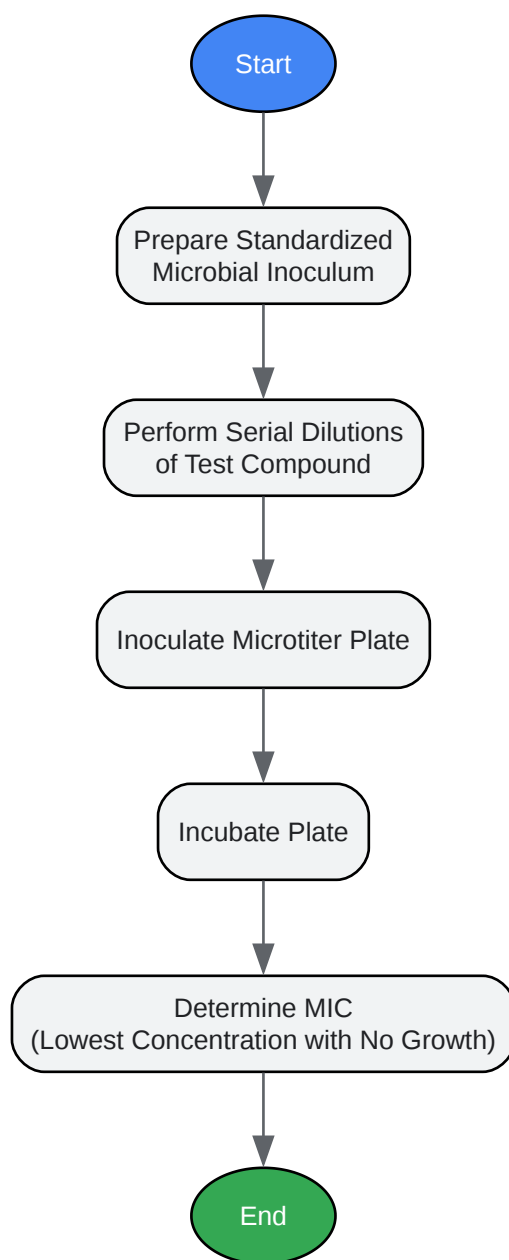 Start
Prepare Standardized
Microbial Inoculum
Perform Serial Dilutions
of Test Compound
Inoculate Microtiter Plate
Incubate Plate
Determine MIC
(Lowest Concentration with No Growth)
End